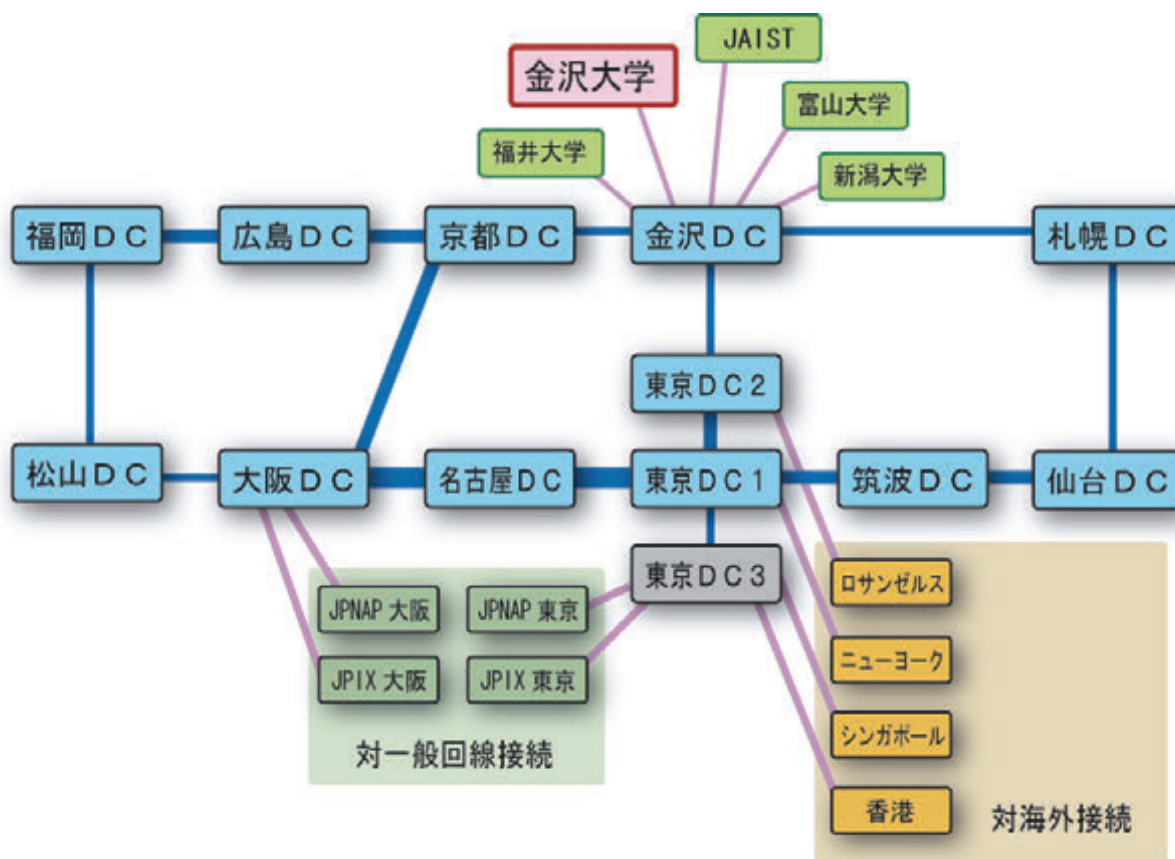 JAIST
金沢大学
富山大学
福井大学
新潟大学
福岡DC
広島DC
京都DC
金沢DC
札幌DC
東京DC2
松山DC
大阪DC
名古屋DC
東京DC1
筑波DC
仙台DC
東京DC3
ロサンゼルス
JPNAP 大阪
JPNAP 東京
ニューヨーク
JPIX 大阪
JPIX 東京
シンガポール
対一般回線接続
香港
対海外接続